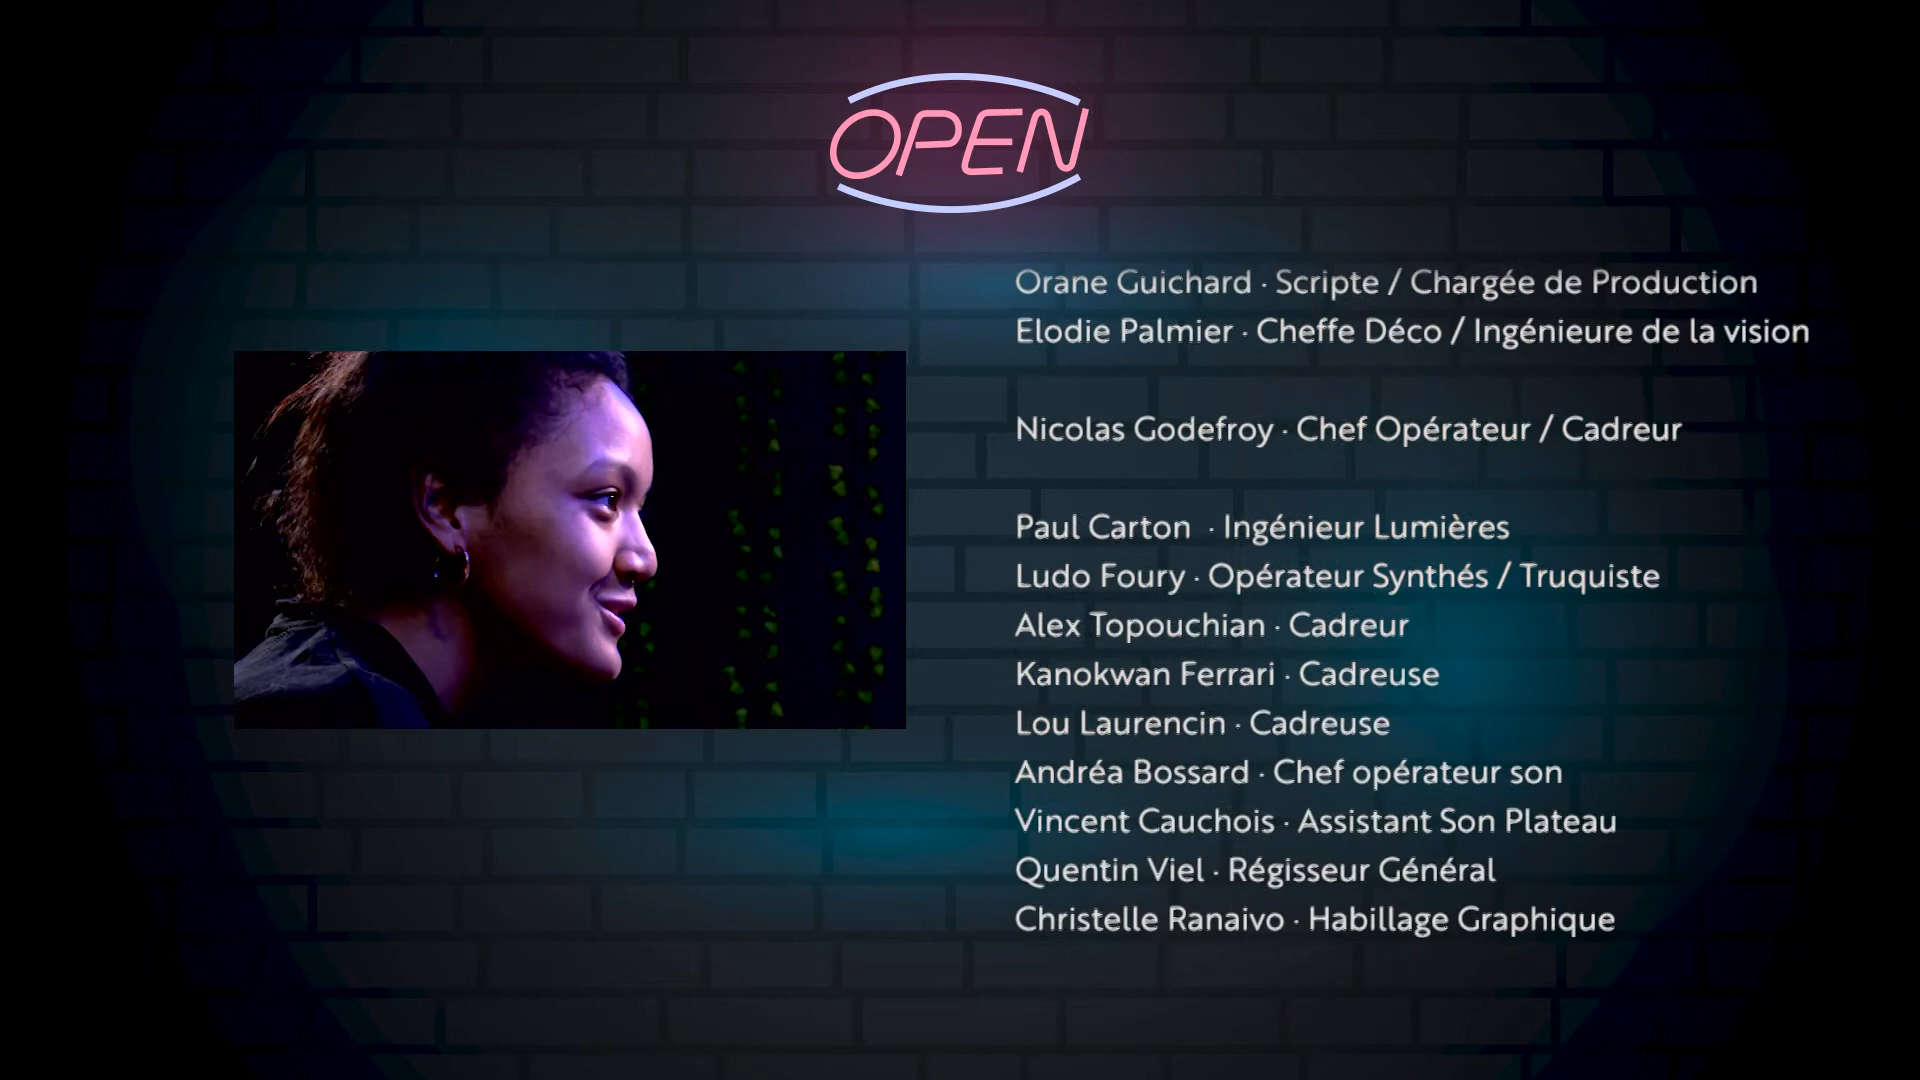 OPEN
Orane Guichard · Scripte / Chargée de Production
Elodie Palmier · Cheffe Déco / Ingénieure de la vision
Nicolas Godefroy · Chef Opérateur / Cadreur
Paul Carton · Ingénieur Lumières
Ludo Foury · Opérateur Synthés / Truquiste
Alex Topouchian · Cadreur
Kanokwan Ferrari · Cadreuse
Lou Laurencin · Cadreuse
Andréa Bossard · Chef opérateur son
Vincent Cauchois · Assistant Son Plateau
Quentin Viel · Régisseur Général
Christelle Ranaivo · Habillage Graphique